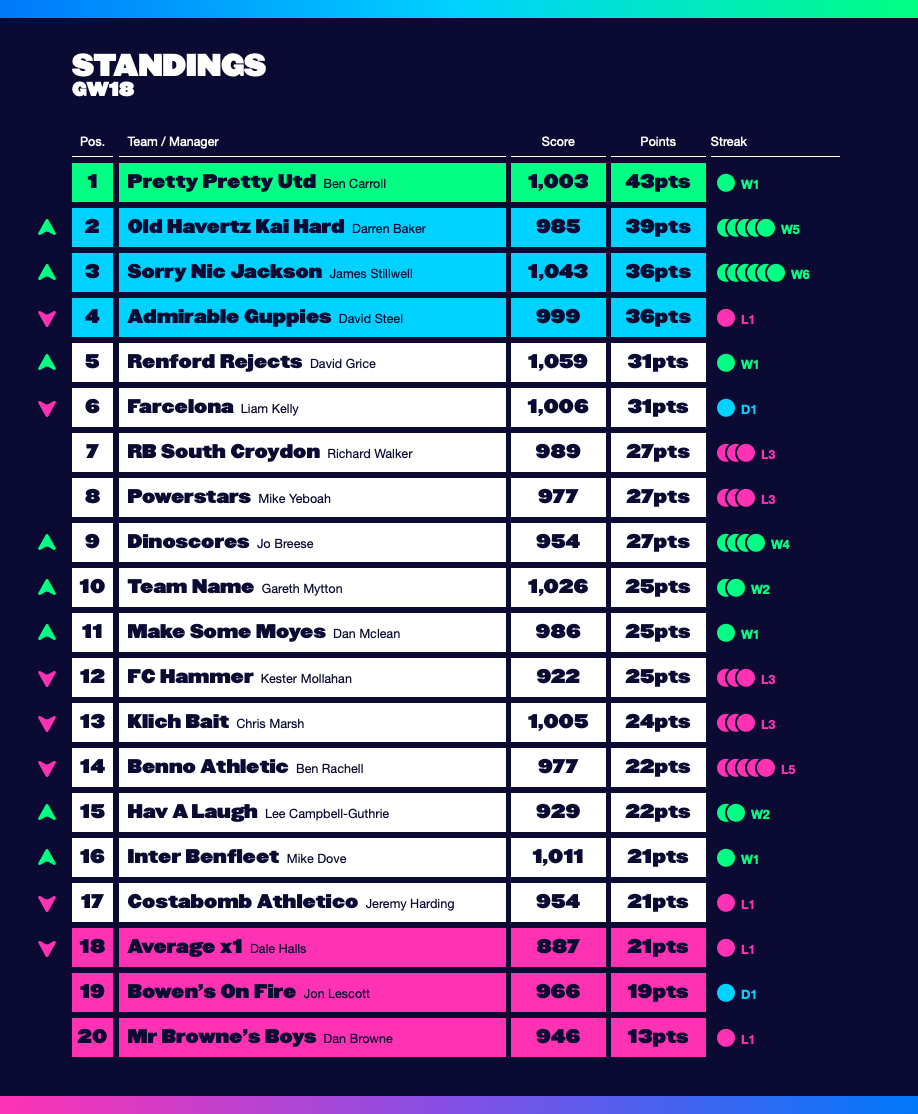 STANDINGS
GW18
Pos. Team / Manager Score Points Streak
1 Pretty Pretty Utd Ben Carroll 1,003 43pts W1
2 Old Havertz Kai Hard Darren Baker 985 39pts W5
3 Sorry Nic Jackson James Stillwell 1,043 36pts W6
4 Admirable Guppies David Steel 999 36pts L1
5 Renford Rejects David Grice 1,059 31pts W1
6 Farcelona Liam Kelly 1,006 31pts D1
7 RB South Croydon Richard Walker 989 27pts L3
8 Powerstars Mike Yeboah 977 27pts L3
9 Dinoscores Jo Breese 954 27pts W4
10 Team Name Gareth Mytton 1,026 25pts W2
11 Make Some Moyes Dan Mclean 986 25pts W1
12 FC Hammer Kester Mollahan 922 25pts L3
13 Klich Bait Chris Marsh 1,005 24pts L3
14 Benno Athletic Ben Rachell 977 22pts L5
15 Hav A Laugh Lee Campbell-Guthrie 929 22pts W2
16 Inter Benfleet Mike Dove 1,011 21pts W1
17 Costabomb Athletico Jeremy Harding 954 21pts L1
18 Average x1 Dale Halls 887 21pts L1
19 Bowen’s On Fire Jon Lescott 966 19pts D1
20 Mr Browne’s Boys Dan Browne 946 13pts L1